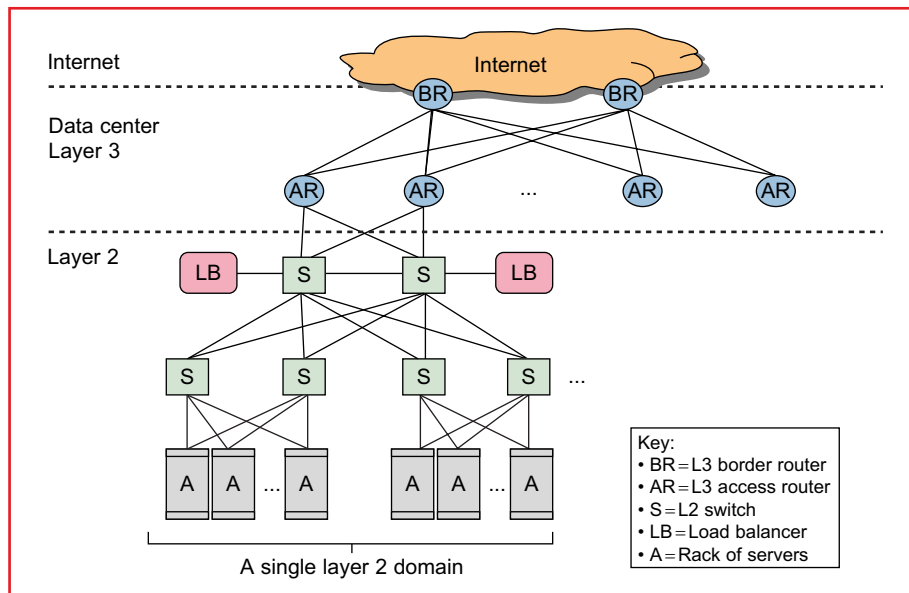 Internet
Internet
BR BR
Data center
Layer 3
AR AR ... AR AR
Layer 2
LB S S LB
S S S S ...
A A ... A A A ... A
A single layer 2 domain
Key:
• BR=L3 border router
• AR=L3 access router
• S=L2 switch
• LB=Load balancer
• A=Rack of servers